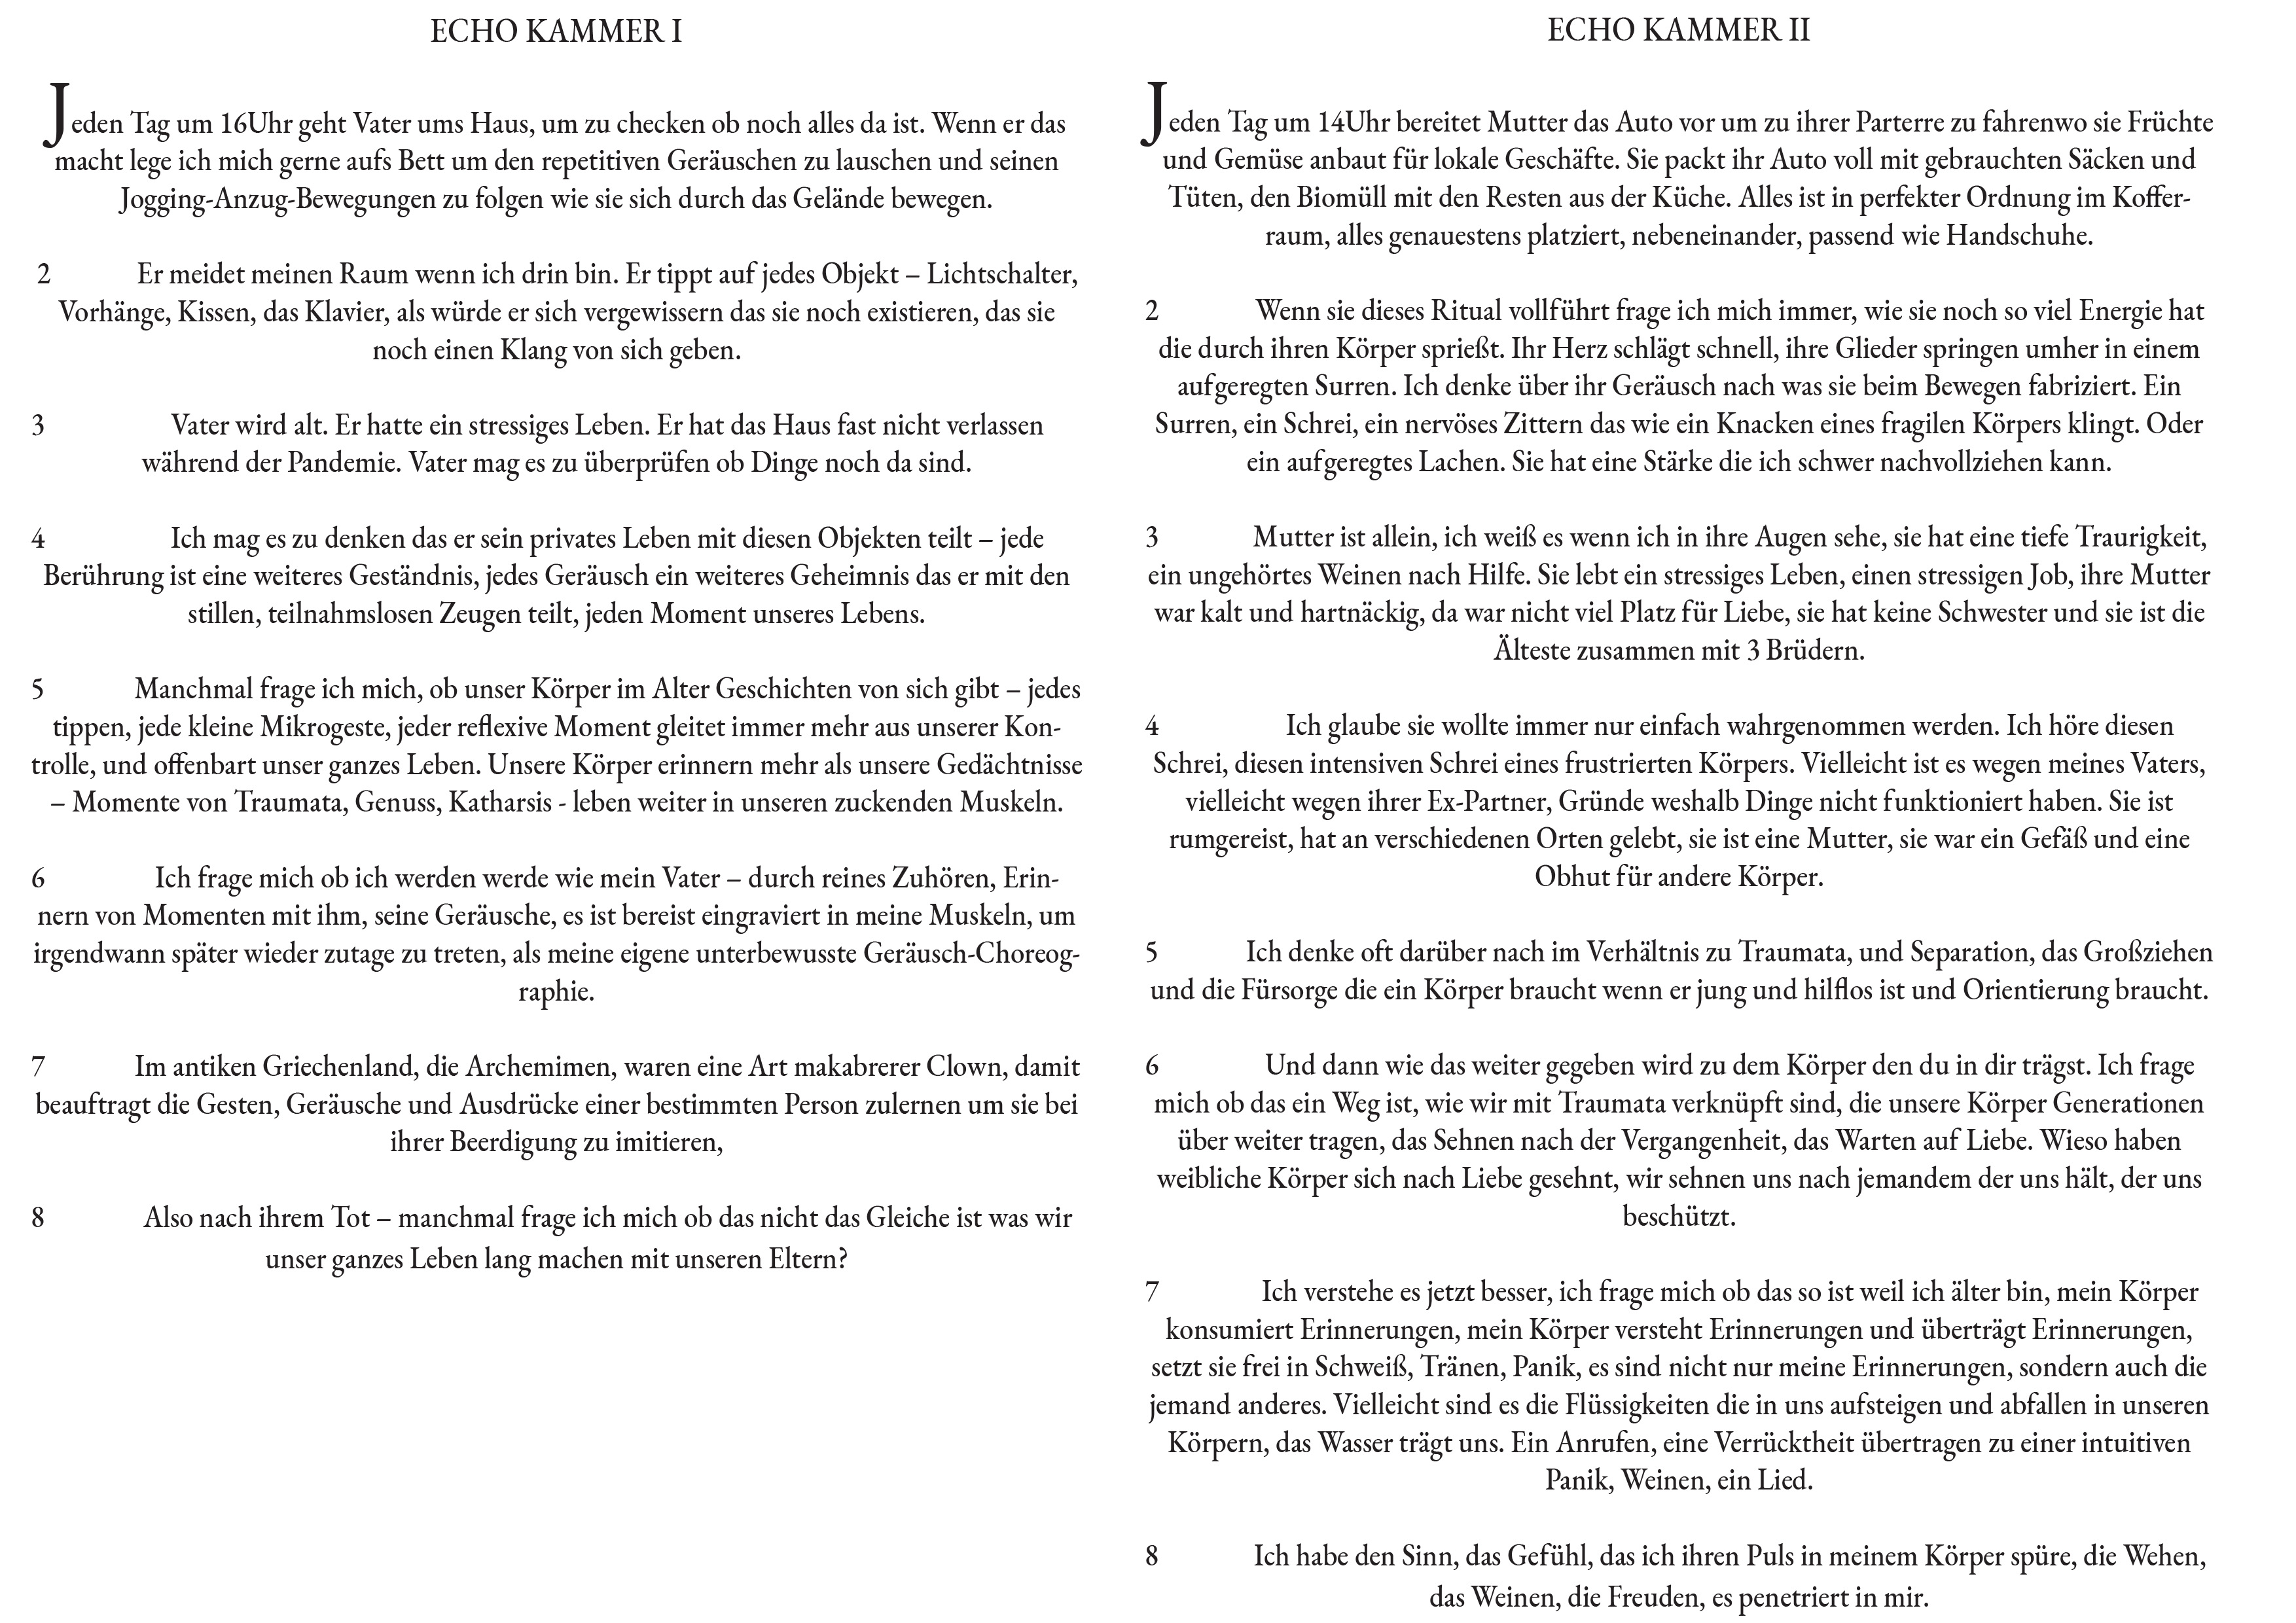 ECHO KAMMER I
Jeden Tag um 16Uhr geht Vater ums Haus, um zu checken ob noch alles da ist. Wenn er das
macht lege ich mich gerne aufs Bett um den repetitiven Geräuschen zu lauschen und seinen
Jogging-Anzug-Bewegungen zu folgen wie sie sich durch das Gelände bewegen.
2 Er meidet meinen Raum wenn ich drin bin. Er tippt auf jedes Objekt – Lichtschalter,
Vorhänge, Kissen, das Klavier, als würde er sich vergewissern das sie noch existieren, das sie
noch einen Klang von sich geben.
3 Vater wird alt. Er hatte ein stressiges Leben. Er hat das Haus fast nicht verlassen
während der Pandemie. Vater mag es zu überprüfen ob Dinge noch da sind.
4 Ich mag es zu denken das er sein privates Leben mit diesen Objekten teilt – jede
Berührung ist eine weiteres Geständnis, jedes Geräusch ein weiteres Geheimnis das er mit den
stillen, teilnahmslosen Zeugen teilt, jeden Moment unseres Lebens.
5 Manchmal frage ich mich, ob unser Körper im Alter Geschichten von sich gibt – jedes
tippen, jede kleine Mikrogeste, jeder reflexive Moment gleitet immer mehr aus unserer Kon-
trolle, und offenbart unser ganzes Leben. Unsere Körper erinnern mehr als unsere Gedächtnisse
– Momente von Traumata, Genuss, Katharsis - leben weiter in unseren zuckenden Muskeln.
6 Ich frage mich ob ich werden werde wie mein Vater – durch reines Zuhören, Erin-
nern von Momenten mit ihm, seine Geräusche, es ist bereist eingraviert in meine Muskeln, um
irgendwann später wieder zutage zu treten, als meine eigene unterbewusste Geräusch-Choreog-
raphie.
7 Im antiken Griechenland, die Archemimen, waren eine Art makabrerer Clown, damit
beauftragt die Gesten, Geräusche und Ausdrücke einer bestimmten Person zulernen um sie bei
ihrer Beerdigung zu imitieren,
8 Also nach ihrem Tot – manchmal frage ich mich ob das nicht das Gleiche ist was wir
unser ganzes Leben lang machen mit unseren Eltern?
ECHO KAMMER II
Jeden Tag um 14Uhr bereitet Mutter das Auto vor um zu ihrer Parterre zu fahrenwo sie Früchte
und Gemüse anbaut für lokale Geschäfte. Sie packt ihr Auto voll mit gebrauchten Säcken und
Tüten, den Biomüll mit den Resten aus der Küche. Alles ist in perfekter Ordnung im Koffer-
raum, alles genauestens platziert, nebeneinander, passend wie Handschuhe.
2 Wenn sie dieses Ritual vollführt frage ich mich immer, wie sie noch so viel Energie hat
die durch ihren Körper sprießt. Ihr Herz schlägt schnell, ihre Glieder springen umher in einem
aufgeregten Surren. Ich denke über ihr Geräusch nach was sie beim Bewegen fabriziert. Ein
Surren, ein Schrei, ein nervöses Zittern das wie ein Knacken eines fragilen Körpers klingt. Oder
ein aufgeregtes Lachen. Sie hat eine Stärke die ich schwer nachvollziehen kann.
3 Mutter ist allein, ich weiß es wenn ich in ihre Augen sehe, sie hat eine tiefe Traurigkeit,
ein ungehörtes Weinen nach Hilfe. Sie lebt ein stressiges Leben, einen stressigen Job, ihre Mutter
war kalt und hartnäckig, da war nicht viel Platz für Liebe, sie hat keine Schwester und sie ist die
Älteste zusammen mit 3 Brüdern.
4 Ich glaube sie wollte immer nur einfach wahrgenommen werden. Ich höre diesen
Schrei, diesen intensiven Schrei eines frustrierten Körpers. Vielleicht ist es wegen meines Vaters,
vielleicht wegen ihrer Ex-Partner, Gründe weshalb Dinge nicht funktioniert haben. Sie ist
rumgereist, hat an verschiedenen Orten gelebt, sie ist eine Mutter, sie war ein Gefäß und eine
Obhut für andere Körper.
5 Ich denke oft darüber nach im Verhältnis zu Traumata, und Separation, das Großziehen
und die Fürsorge die ein Körper braucht wenn er jung und hilflos ist und Orientierung braucht.
6 Und dann wie das weiter gegeben wird zu dem Körper den du in dir trägst. Ich frage
mich ob das ein Weg ist, wie wir mit Traumata verknüpft sind, die unsere Körper Generationen
über weiter tragen, das Sehnen nach der Vergangenheit, das Warten auf Liebe. Wieso haben
weibliche Körper sich nach Liebe gesehnt, wir sehnen uns nach jemandem der uns hält, der uns
beschützt.
7 Ich verstehe es jetzt besser, ich frage mich ob das so ist weil ich älter bin, mein Körper
konsumiert Erinnerungen, mein Körper versteht Erinnerungen und überträgt Erinnerungen,
setzt sie frei in Schweiß, Tränen, Panik, es sind nicht nur meine Erinnerungen, sondern auch die
jemand anderes. Vielleicht sind es die Flüssigkeiten die in uns aufsteigen und abfallen in unseren
Körpern, das Wasser trägt uns. Ein Anrufen, eine Verrücktheit übertragen zu einer intuitiven
Panik, Weinen, ein Lied.
8 Ich habe den Sinn, das Gefühl, das ich ihren Puls in meinem Körper spüre, die Wehen,
das Weinen, die Freuden, es penetriert in mir.